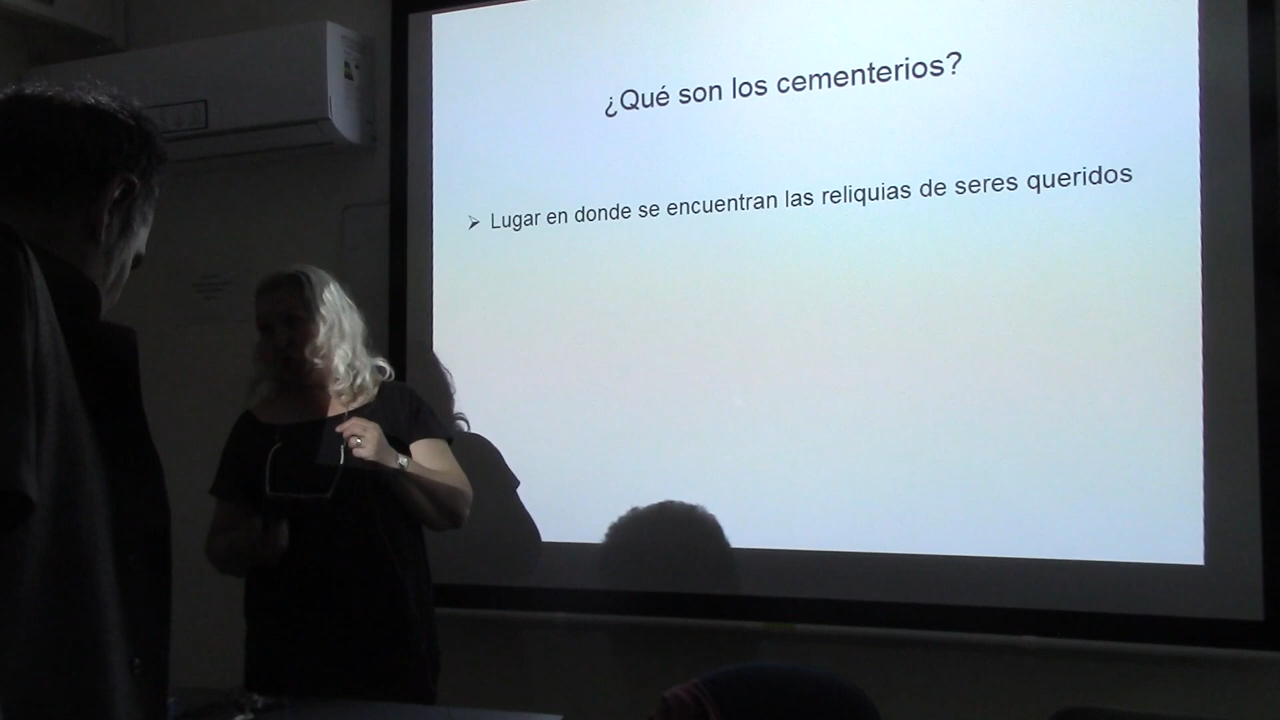 ¿Qué son los cementerios?
➢ Lugar en donde se encuentran las reliquias de seres queridos